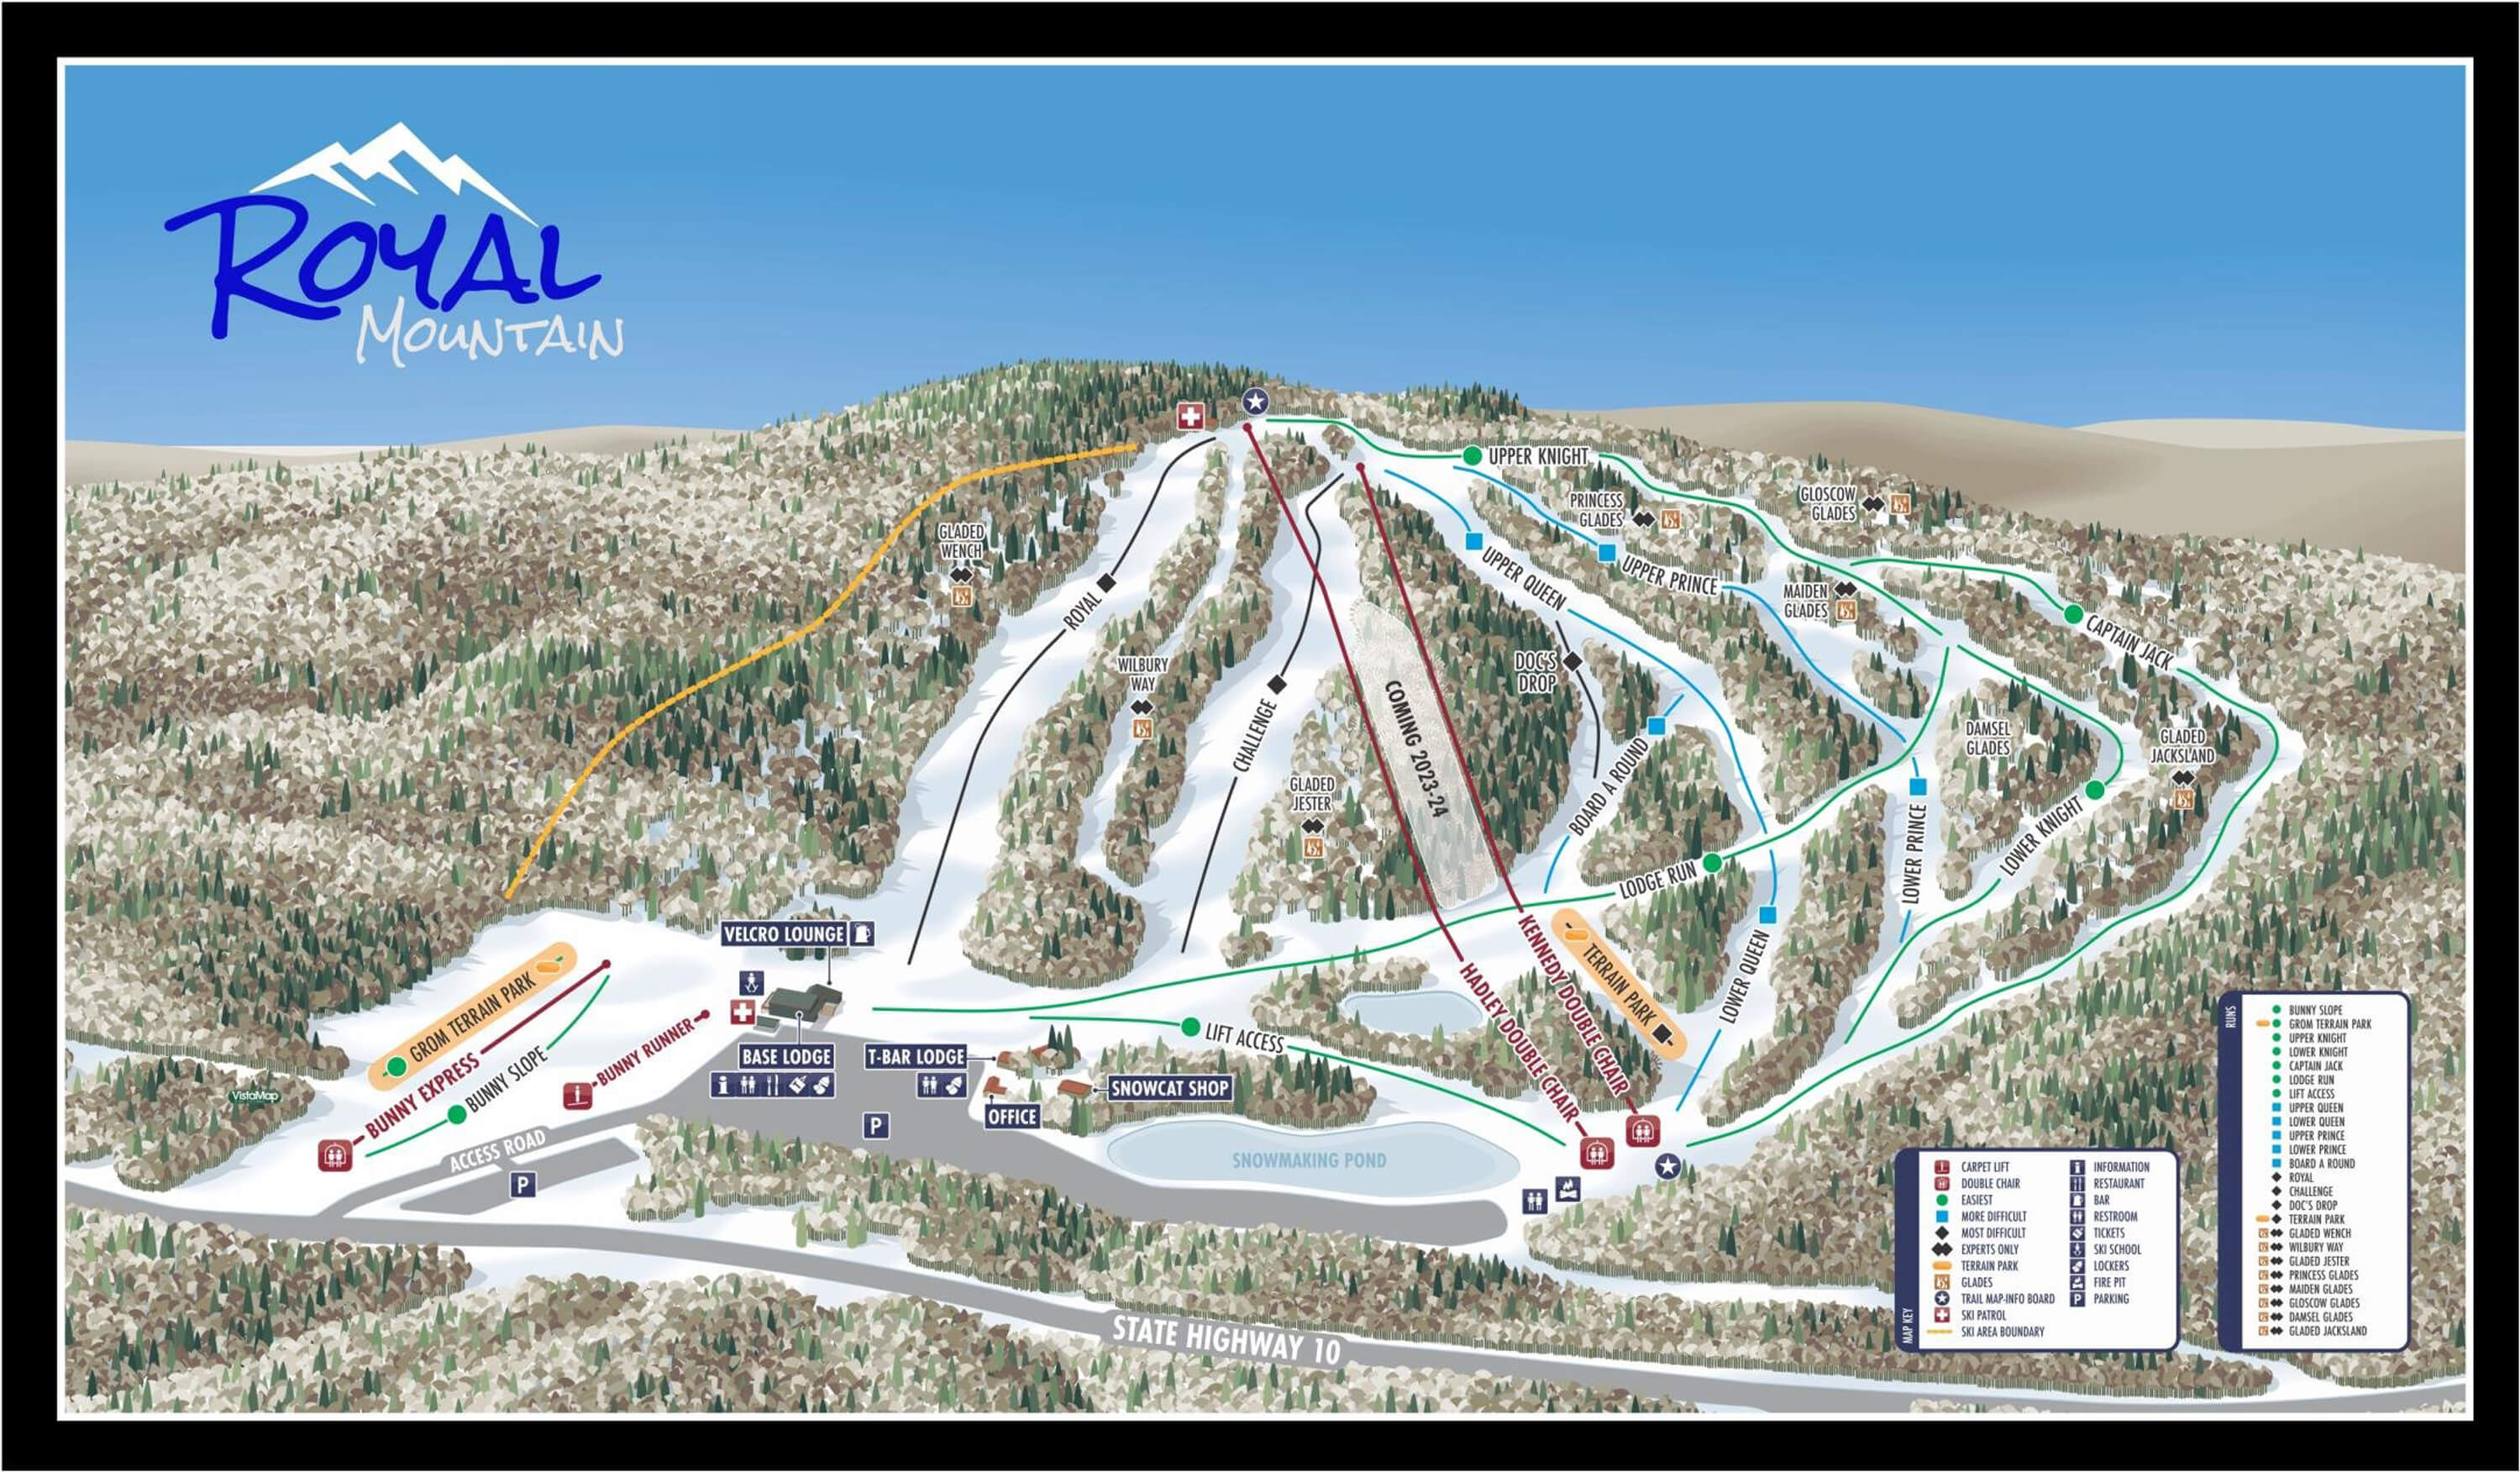 ROYAL
MOUNTAIN
UPPER KNIGHT
PRINCESS
GLADES
GLOSCOW
GLADES
GLADED
WENCH
UPPER QUEEN
UPPER PRINCE
MAIDEN
GLADES
CAPTAIN JACK
ROYAL
WILBURY
WAY
DOC'S
DROP
CHALLENGE
COMING 2023-24
BOARD A ROUND
DAMSEL
GLADES
GLADED
JACKSLAND
GLADED
JESTER
LOWER PRINCE
LOWER KNIGHT
LODGE RUN
VELCRO LOUNGE
KENNEDY DOUBLE CHAIR
HADLEY DOUBLE CHAIR
TERRAIN PARK
LOWER QUEEN
GROM TERRAIN PARK
BUNNY EXPRESS
BUNNY SLOPE
BUNNY RUNNER
BASE LODGE
T-BAR LODGE
LIFT ACCESS
SNOWCAT SHOP
OFFICE
VistaMap
P
ACCESS ROAD
P
SNOWMAKING POND
STATE HIGHWAY 10
MAP KEY
CARPET LIFT
DOUBLE CHAIR
EASIEST
MORE DIFFICULT
MOST DIFFICULT
EXPERTS ONLY
TERRAIN PARK
GLADES
TRAIL MAP-INFO BOARD
SKI PATROL
SKI AREA BOUNDARY
INFORMATION
RESTAURANT
BAR
RESTROOM
TICKETS
SKI SCHOOL
LOCKERS
FIRE PIT
P PARKING
RUNS
BUNNY SLOPE
GROM TERRAIN PARK
UPPER KNIGHT
LOWER KNIGHT
CAPTAIN JACK
LODGE RUN
LIFT ACCESS
UPPER QUEEN
LOWER QUEEN
UPPER PRINCE
LOWER PRINCE
BOARD A ROUND
ROYAL
CHALLENGE
DOC'S DROP
TERRAIN PARK
GLADED WENCH
WILBURY WAY
GLADED JESTER
PRINCESS GLADES
MAIDEN GLADES
GLOSCOW GLADES
DAMSEL GLADES
GLADED JACKSLAND